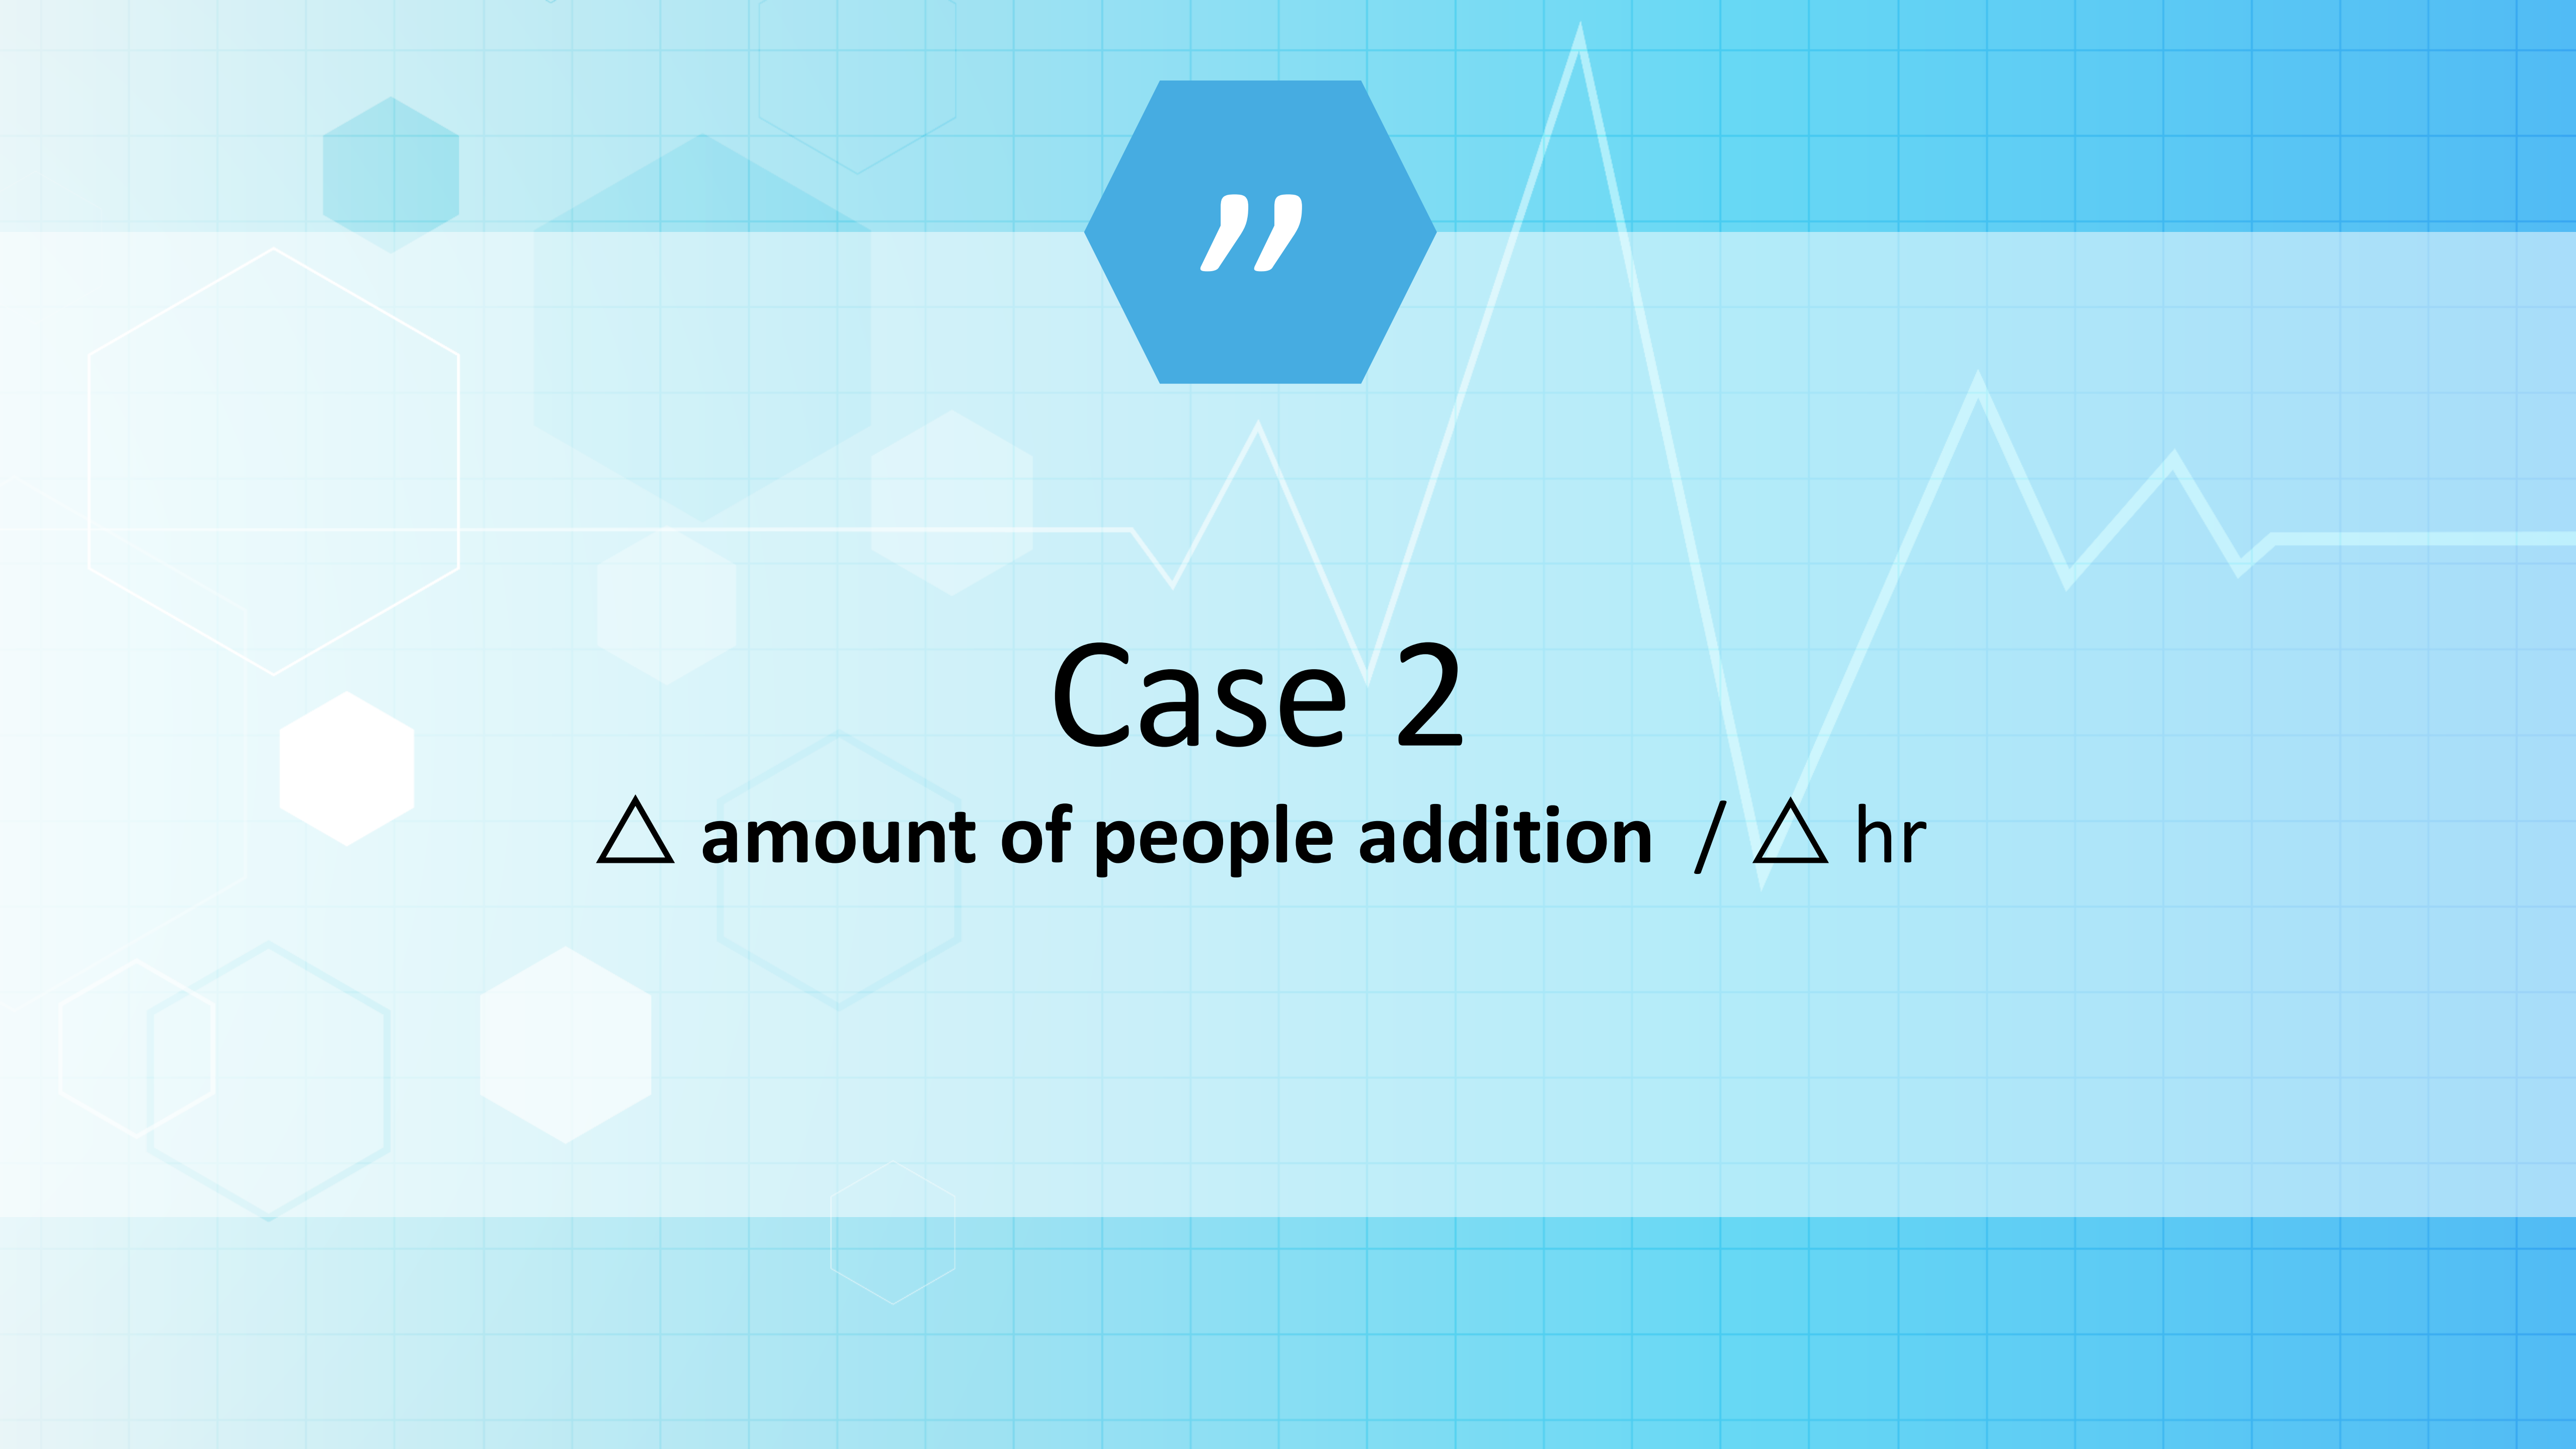 ”
Case 2
△ amount of people addition / △ hr